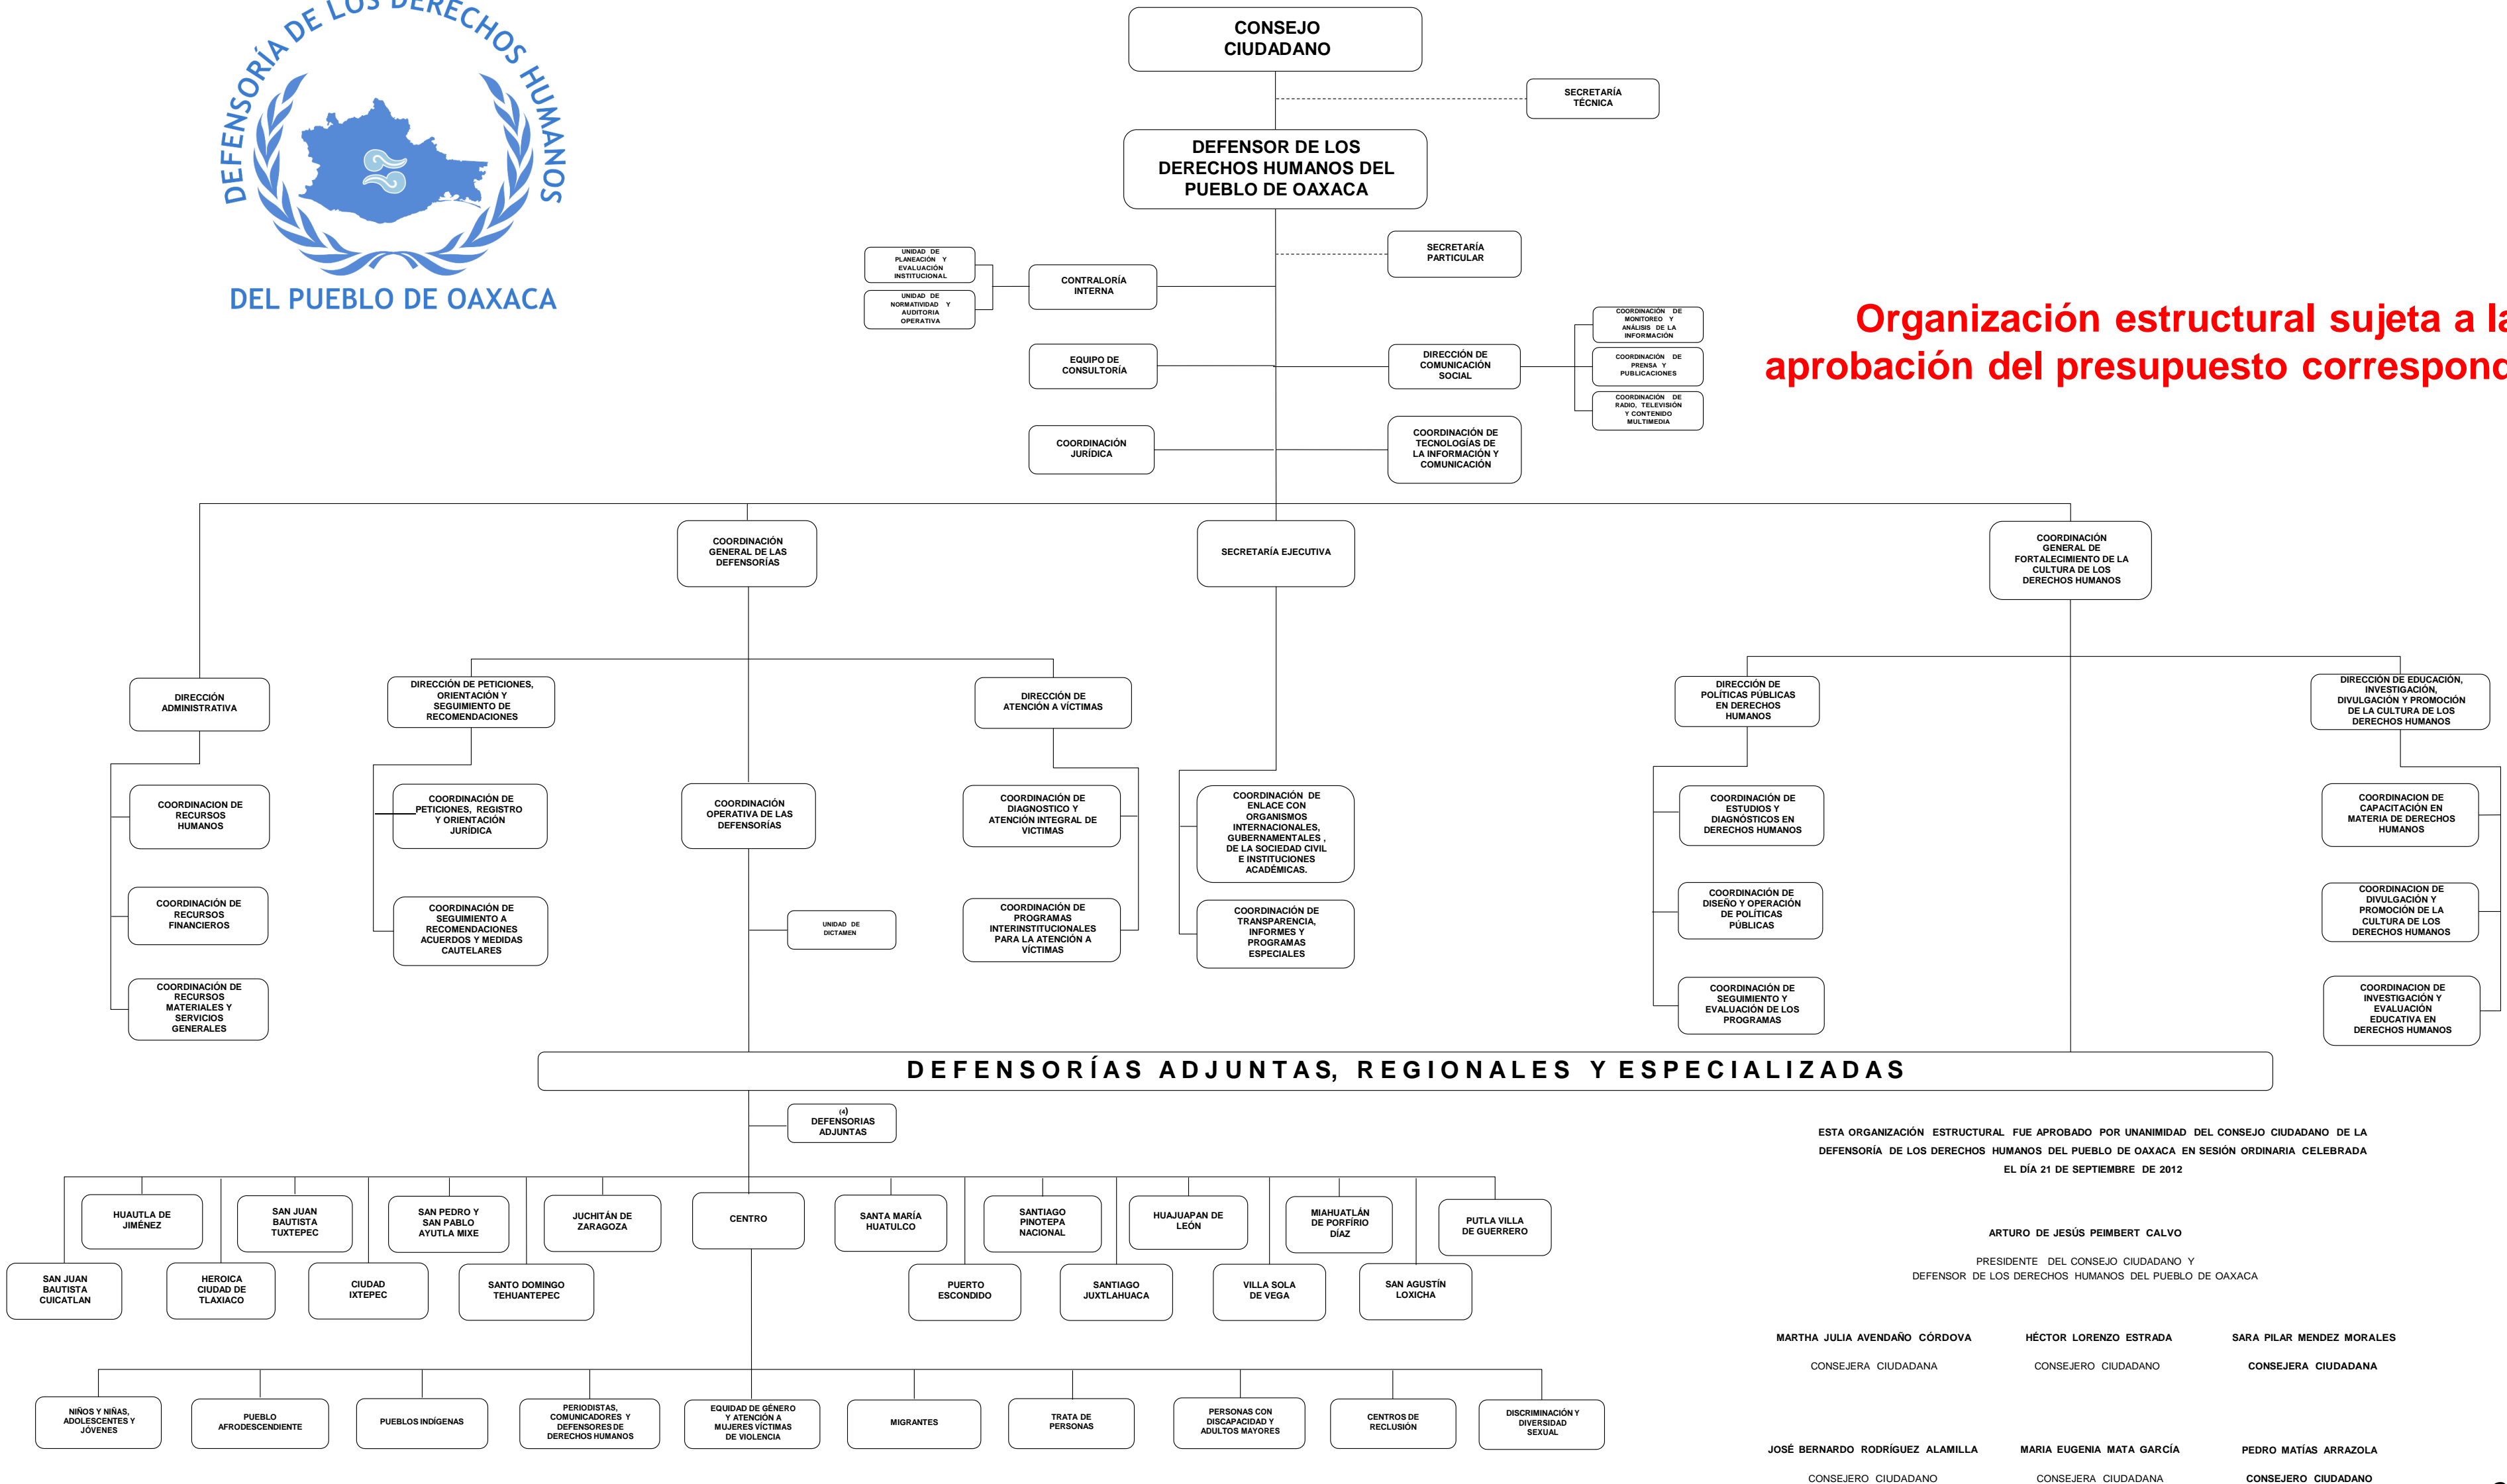 DEFENSORÍA DE LOS DERECHOS HUMANOS
DEL PUEBLO DE OAXACA
CONSEJO
CIUDADANO
SECRETARÍA
TÉCNICA
DEFENSOR DE LOS
DERECHOS HUMANOS DEL
PUEBLO DE OAXACA
SECRETARÍA
PARTICULAR
UNIDAD DE
PLANEACIÓN Y
EVALUACIÓN
INSTITUCIONAL
UNIDAD DE
NORMATIVIDAD Y
AUDITORIA
OPERATIVA
CONTRALORÍA
INTERNA
EQUIPO DE
CONSULTORÍA
DIRECCIÓN DE
COMUNICACIÓN
SOCIAL
COORDINACIÓN DE
MONITOREO Y
ANÁLISIS DE LA
INFORMACIÓN
COORDINACIÓN DE
PRENSA Y
PUBLICACIONES
COORDINACIÓN DE
RADIO, TELEVISIÓN
Y CONTENIDO
MULTIMEDIA
Organización estructural sujeta a la
aprobación del presupuesto
COORDINACIÓN
JURÍDICA
COORDINACIÓN DE
TECNOLOGÍAS DE
LA INFORMACIÓN Y
COMUNICACIÓN
COORDINACIÓN
GENERAL DE LAS
DEFENSORÍAS
SECRETARÍA EJECUTIVA
COORDINACIÓN
GENERAL DE
FORTALECIMIENTO DE LA
CULTURA DE LOS
DERECHOS HUMANOS
DIRECCIÓN
ADMINISTRATIVA
DIRECCIÓN DE PETICIONES,
ORIENTACIÓN Y
SEGUIMIENTO DE
RECOMENDACIONES
DIRECCIÓN DE
ATENCIÓN A VÍCTIMAS
DIRECCIÓN DE
POLÍTICAS PÚBLICAS
EN DERECHOS
HUMANOS
DIRECCIÓN DE EDUCACIÓN,
INVESTIGACIÓN,
DIVULGACIÓN Y PROMOCIÓN
DE LA CULTURA DE LOS
DERECHOS HUMANOS
COORDINACION DE
RECURSOS
HUMANOS
COORDINACIÓN DE
PETICIONES, REGISTRO
Y ORIENTACIÓN
JURÍDICA
COORDINACIÓN
OPERATIVA DE LAS
DEFENSORÍAS
COORDINACIÓN DE
DIAGNOSTICO Y
ATENCIÓN INTEGRAL DE
VICTIMAS
COORDINACIÓN DE
ENLACE CON
ORGANISMOS
INTERNACIONALES,
GUBERNAMENTALES ,
DE LA SOCIEDAD CIVIL
E INSTITUCIONES
ACADÉMICAS.
COORDINACIÓN DE
ESTUDIOS Y
DIAGNÓSTICOS EN
DERECHOS HUMANOS
COORDINACION DE
CAPACITACIÓN EN
MATERIA DE DERECHOS
HUMANOS
COORDINACIÓN DE
RECURSOS
FINANCIEROS
COORDINACIÓN DE
SEGUIMIENTO A
RECOMENDACIONES
ACUERDOS Y MEDIDAS
CAUTELARES
UNIDAD DE
DICTAMEN
COORDINACIÓN DE
PROGRAMAS
INTERINSTITUCIONALES
PARA LA ATENCIÓN A
VÍCTIMAS
COORDINACIÓN DE
TRANSPARENCIA,
INFORMES Y
PROGRAMAS
ESPECIALES
COORDINACIÓN DE
DISEÑO Y OPERACIÓN
DE POLÍTICAS
PÚBLICAS
COORDINACION DE
DIVULGACIÓN Y
PROMOCIÓN DE LA
CULTURA DE LOS
DERECHOS HUMANOS
COORDINACIÓN DE
RECURSOS
MATERIALES Y
SERVICIOS
GENERALES
COORDINACIÓN DE
SEGUIMIENTO Y
EVALUACIÓN DE LOS
PROGRAMAS
COORDINACION DE
INVESTIGACIÓN Y
EVALUACIÓN
EDUCATIVA EN
DERECHOS HUMANOS
DEFENSORÍAS ADJUNTAS, REGIONALES Y ESPECIALIZADAS
(4)
DEFENSORIAS
ADJUNTAS
HUAUTLA DE
JIMÉNEZ
SAN JUAN
BAUTISTA
TUXTEPEC
SAN PEDRO Y
SAN PABLO
AYUTLA MIXE
JUCHITÁN DE
ZARAGOZA
CENTRO
SANTA MARÍA
HUATULCO
SANTIAGO
PINOTEPA
NACIONAL
HUAJUAPAN DE
LEÓN
MIAHUATLÁN
DE PORFÍRIO
DÍAZ
PUTLA VILLA
DE GUERRERO
SAN JUAN
BAUTISTA
CUICATLAN
HEROICA
CIUDAD DE
TLAXIACO
CIUDAD
IXTEPEC
SANTO DOMINGO
TEHUANTEPEC
PUERTO
ESCONDIDO
SANTIAGO
JUXTLAHUACA
VILLA SOLA
DE VEGA
SAN AGUSTÍN
LOXICHA
NIÑOS Y NIÑAS,
ADOLESCENTES Y
JÓVENES
PUEBLO
AFRODESCENDIENTE
PUEBLOS INDÍGENAS
PERIODISTAS,
COMUNICADORES Y
DEFENSORES DE
DERECHOS HUMANOS
EQUIDAD DE GÉNERO
Y ATENCIÓN A
MUJERES VÍCTIMAS
DE VIOLENCIA
MIGRANTES
TRATA DE
PERSONAS
PERSONAS CON
DISCAPACIDAD Y
ADULTOS MAYORES
CENTROS DE
RECLUSIÓN
DISCRIMINACIÓN Y
DIVERSIDAD
SEXUAL
ESTA ORGANIZACIÓN ESTRUCTURAL FUE APROBADO POR UNANIMIDAD DEL CONSEJO CIUDADANO DE LA
DEFENSORÍA DE LOS DERECHOS HUMANOS DEL PUEBLO DE OAXACA EN SESIÓN ORDINARIA CELEBRADA
EL DÍA 21 DE SEPTIEMBRE DE 2012
ARTURO DE JESÚS PEIMBERT CALVO
PRESIDENTE DEL CONSEJO CIUDADANO Y
DEFENSOR DE LOS DERECHOS HUMANOS DEL PUEBLO DE OAXACA
MARTHA JULIA AVENDAÑO CÓRDOVA HÉCTOR LORENZO ESTRADA SARA PILAR MENDEZ MORALES
CONSEJERA CIUDADANA CONSEJERO CIUDADANO CONSEJERA CIUDADANA
JOSÉ BERNARDO RODRÍGUEZ ALAMILLA MARIA EUGENIA MATA GARCÍA PEDRO MATÍAS ARRAZOLA
CONSEJERO CIUDADANO CONSEJERA CIUDADANA CONSEJERO CIUDADANO